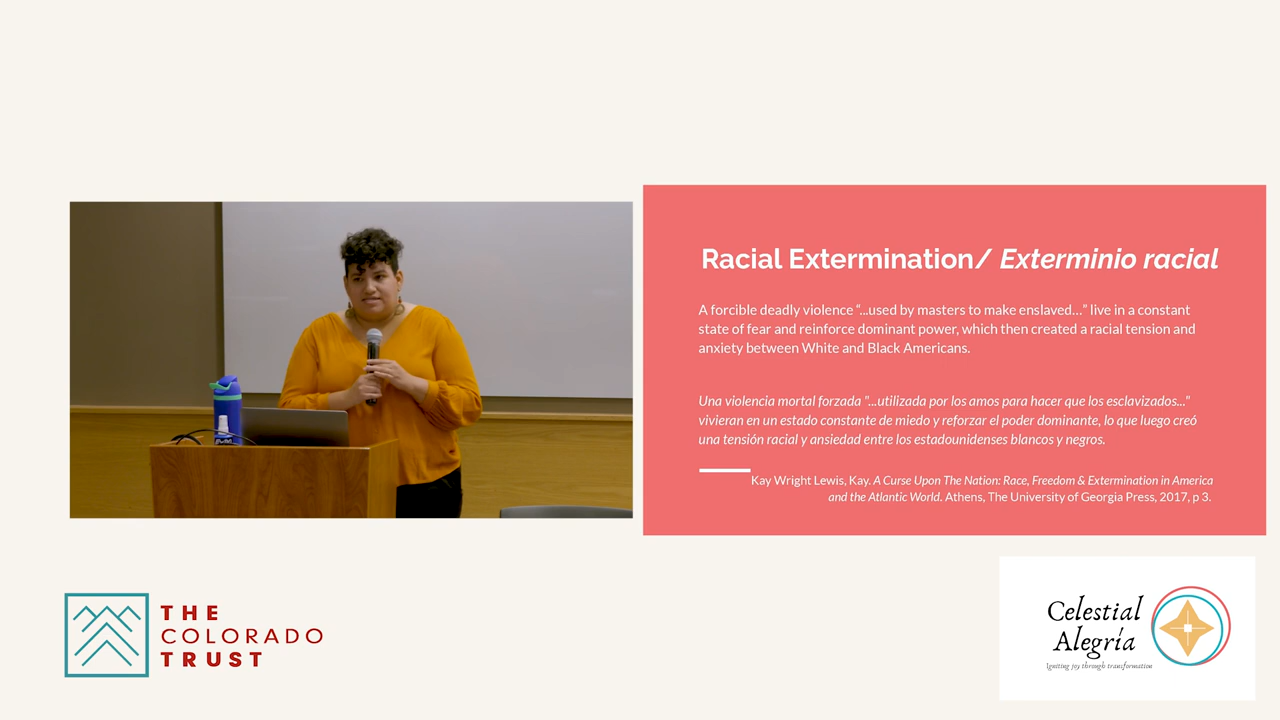 Racial Extermination/ Exterminio racial
A forcible deadly violence “...used by masters to make enslaved...” live in a constant
state of fear and reinforce dominant power, which then created a racial tension and
anxiety between White and Black Americans.
Una violencia mortal forzada “...utilizada por los amos para hacer que los esclavizados...”
vivieran en un estado constante de miedo y reforzar el poder dominante, lo que luego creó
una tensión racial y ansiedad entre los estadounidenses blancos y negros.
Kay Wright Lewis, Kay. A Curse Upon The Nation: Race, Freedom & Extermination in America
and the Atlantic World. Athens, The University of Georgia Press, 2017, p 3.
THE
COLORADO
TRUST
Celestial
Alegría
Igniting joy through transformation